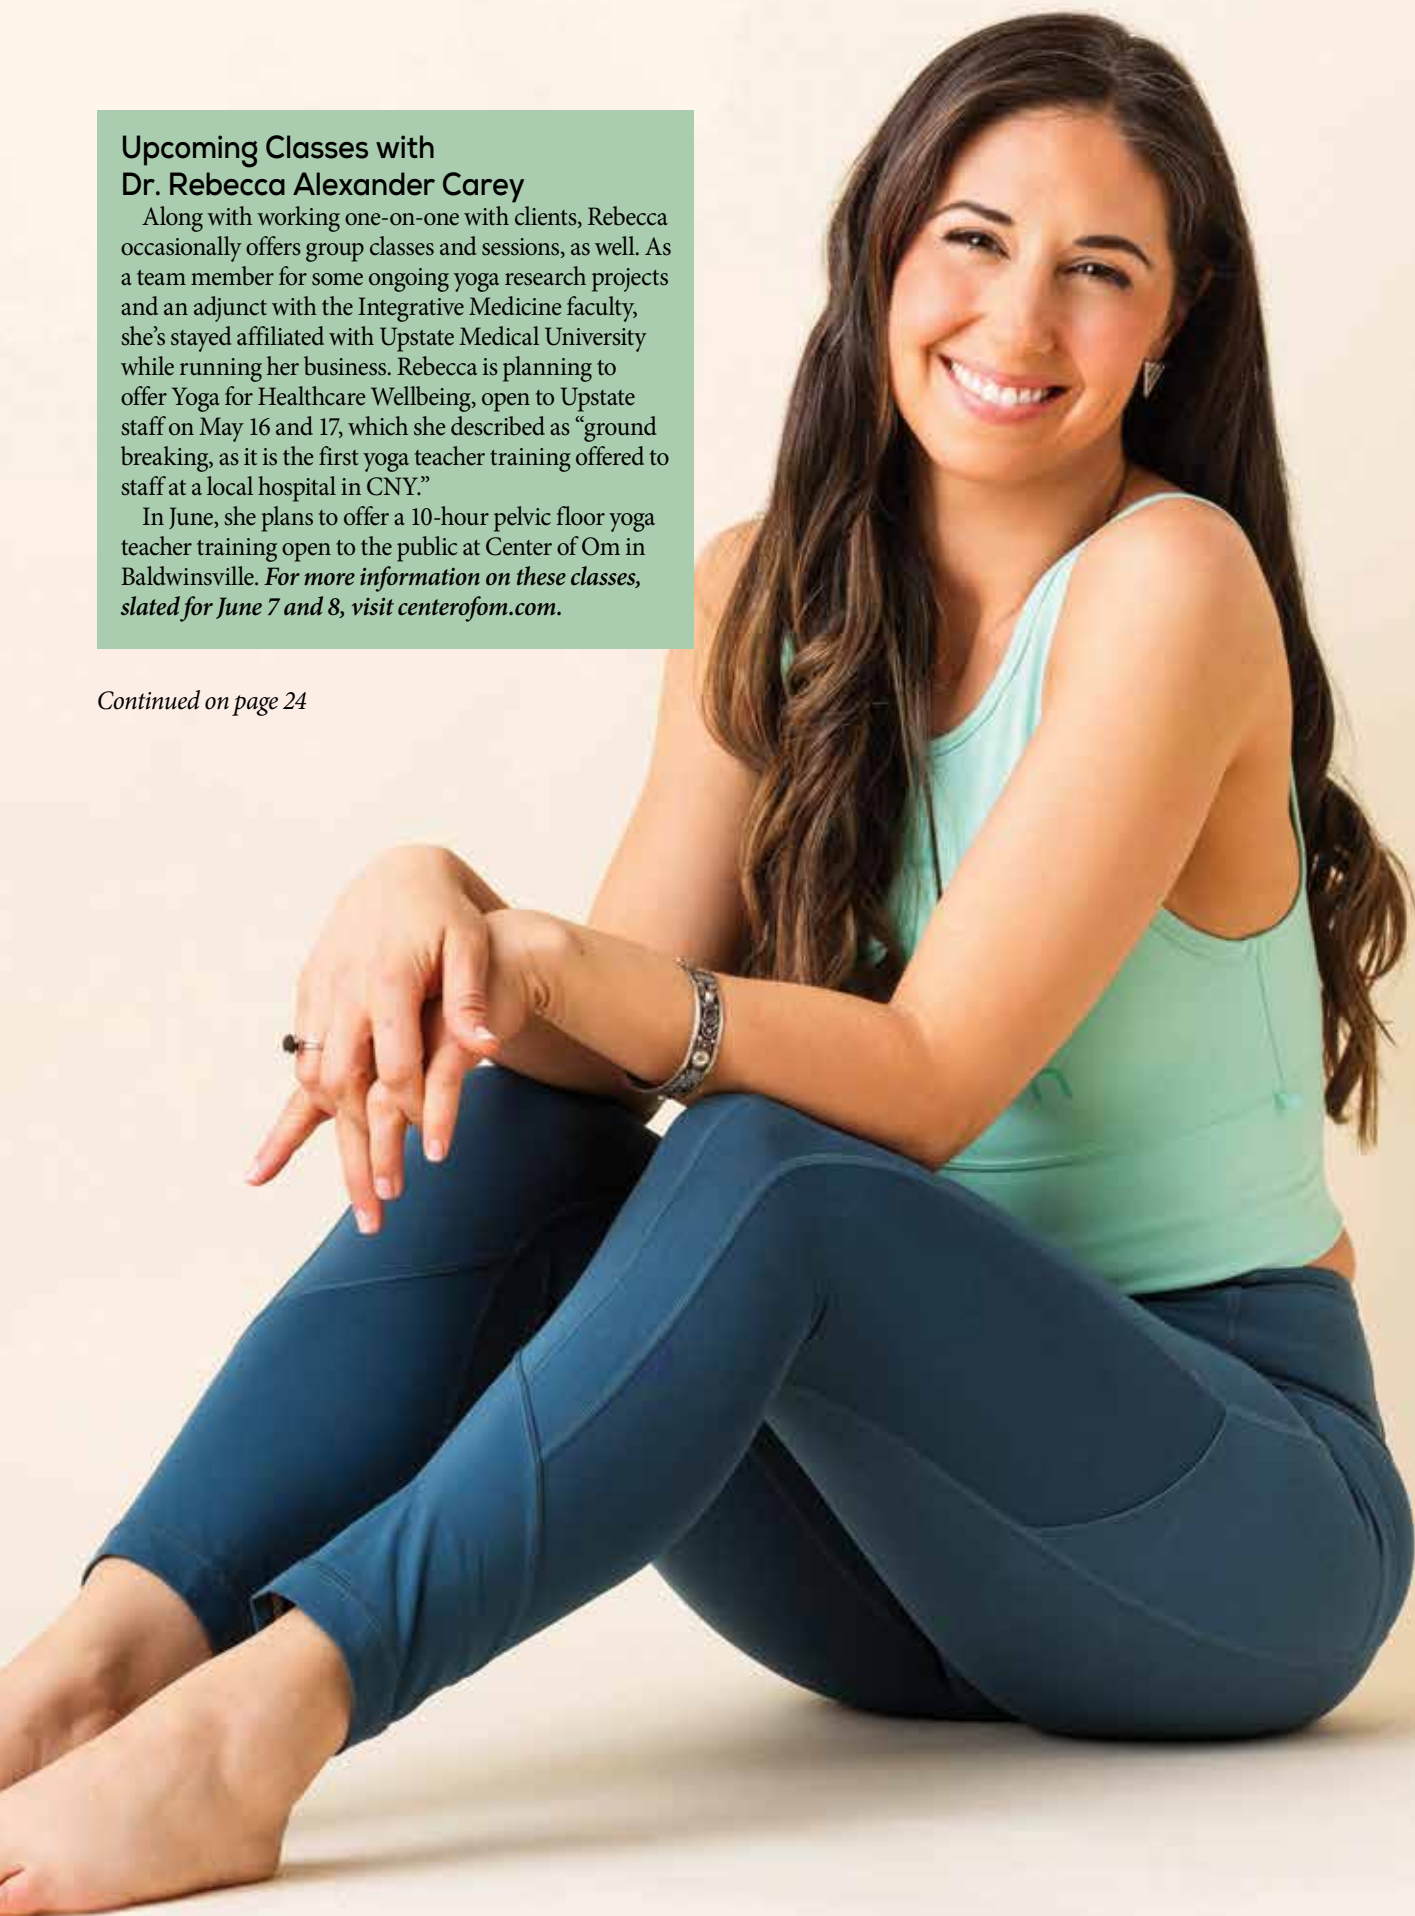 Upcoming Classes with
Dr. Rebecca Alexander Carey
Along with working one-on-one with clients, Rebecca
occasionally offers group classes and sessions, as well. As
a team member for some ongoing yoga research projects
and an adjunct with the Integrative Medicine faculty,
she’s stayed affiliated with Upstate Medical University
while running her business. Rebecca is planning to
offer Yoga for Healthcare Wellbeing, open to Upstate
staff on May 16 and 17, which she described as “ground
breaking, as it is the first yoga teacher training offered to
staff at a local hospital in CNY.”
In June, she plans to offer a 10-hour pelvic floor yoga
teacher training open to the public at Center of Om in
Baldwinsville. For more information on these classes,
slated for June 7 and 8, visit centerofom.com.
Continued on page 24